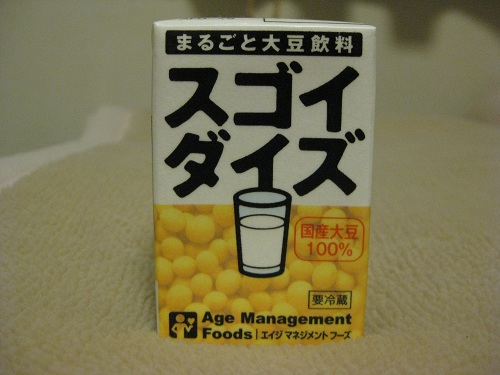 まるごと大豆飲料
スゴイ
ダイズ
国産大豆
100%
要冷蔵
Age Management
Foods | エイジ マネジメント フーズ